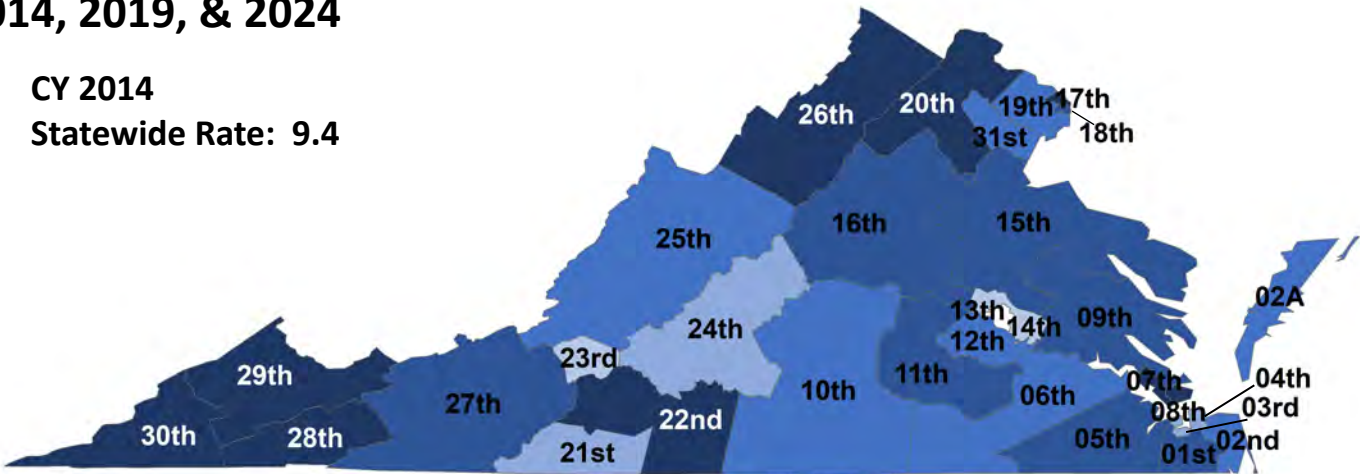 014, 2019, & 2024
CY 2014
Statewide Rate: 9.4
26th
20th
19th
17th
31st
18th
25th
16th
15th
02A
24th
13th
14th
09th
12th
23rd
29th
27th
10th
11th
06th
07th
04th
08th
03rd
30th
28th
22nd
21st
05th
01st
02nd